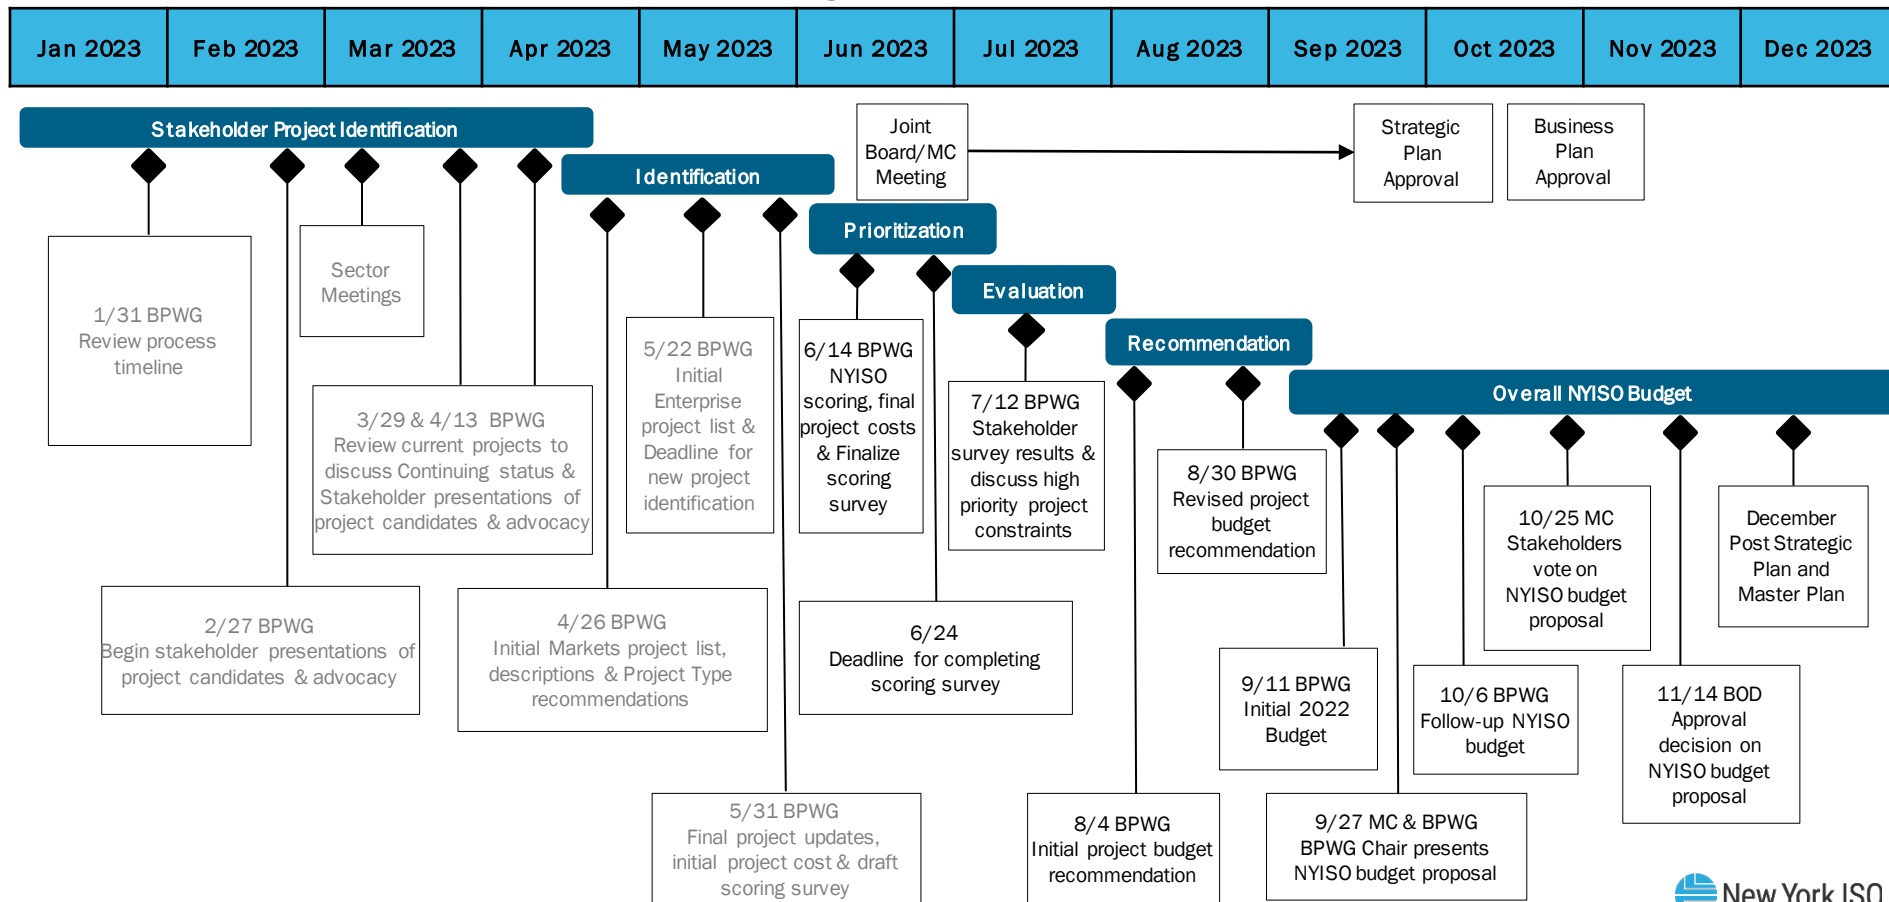 Jan 2023
Feb 2023
Mar 2023
Apr 2023
May 2023
Jun 2023
Jul 2023
Aug 2023
Sep 2023
Oct 2023
Nov 2023
Dec 2023
Stakeholder Project Identification
Joint
Board/MC
Meeting
Strategic
Plan
Approval
Business
Plan
Approval
Identification
Prioritization
Evaluation
Recommendation
Overall NYISO Budget
1/31 BPWG
Review process
timeline
Sector
Meetings
3/29 & 4/13 BPWG
Review current projects to
discuss Continuing status &
Stakeholder presentations of
project candidates & advocacy
2/27 BPWG
Begin stakeholder presentations of
project candidates & advocacy
4/26 BPWG
Initial Markets project list,
descriptions & Project Type
recommendations
5/22 BPWG
Initial
Enterprise
project list &
Deadline for
new project
identification
5/31 BPWG
Final project updates,
initial project cost & draft
scoring survey
6/14 BPWG
NYISO
scoring, final
project costs
& Finalize
scoring
survey
6/24
Deadline for completing
scoring survey
7/12 BPWG
Stakeholder
survey results &
discuss high
priority project
constraints
8/4 BPWG
Initial project budget
recommendation
8/30 BPWG
Revised project
budget
recommendation
9/11 BPWG
Initial 2022
Budget
9/27 MC & BPWG
BPWG Chair presents
NYISO budget proposal
10/6 BPWG
Follow-up NYISO
budget
10/25 MC
Stakeholders
vote on
NYISO budget
proposal
11/14 BOD
Approval
decision on
NYISO budget
proposal
December
Post Strategic
Plan and
Master Plan
New York ISO